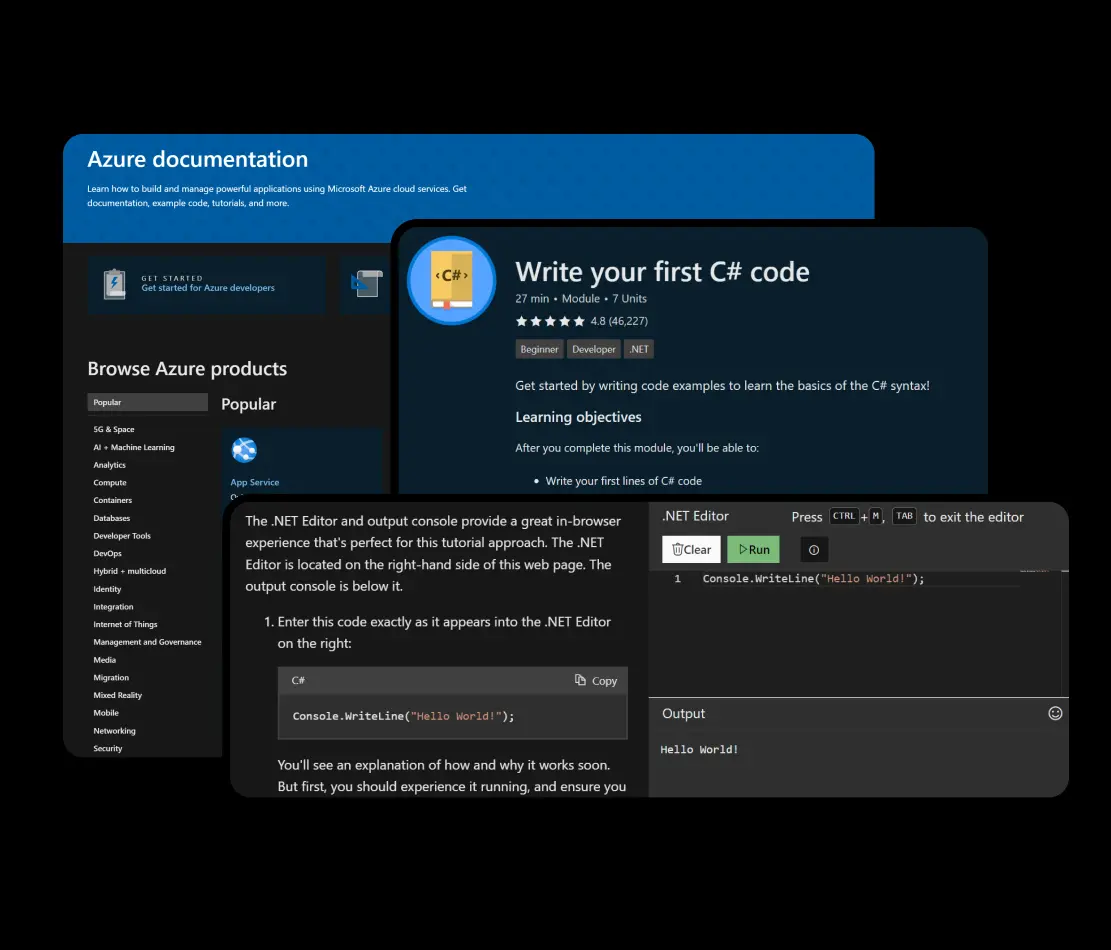 Azure documentation
Learn how to build and manage powerful applications using Microsoft Azure cloud services. Get
documentation, example code, tutorials, and more.
GET STARTED
Get started for Azure developers
Browse Azure products
Popular
5G & Space
AI + Machine Learning
Analytics
Compute
Containers
Databases
Developer Tools
DevOps
Hybrid + multicloud
Identity
Integration
Internet of Things
Management and Governance
Media
Migration
Mixed Reality
Mobile
Networking
Security
Popular
App Service
‹C#›
Write your first C# code
27 min • Module • 7 Units
4.8 (46,227)
Beginner
Developer
.NET
Get started by writing code examples to learn the basics of the C# syntax!
Learning objectives
After you complete this module, you'll be able to:
• Write your first lines of C# code
The .NET Editor and output console provide a great in-browser
experience that's perfect for this tutorial approach. The .NET
Editor is located on the right-hand side of this web page. The
output console is below it.
1. Enter this code exactly as it appears into the .NET Editor
on the right:
C#
Copy
Console.WriteLine("Hello World!");
You'll see an explanation of how and why it works soon.
But first, you should experience it running, and ensure you
.NET Editor
Press CTRL + M, TAB to exit the editor
Clear
Run
1 Console.WriteLine("Hello World!");
Output
Hello World!